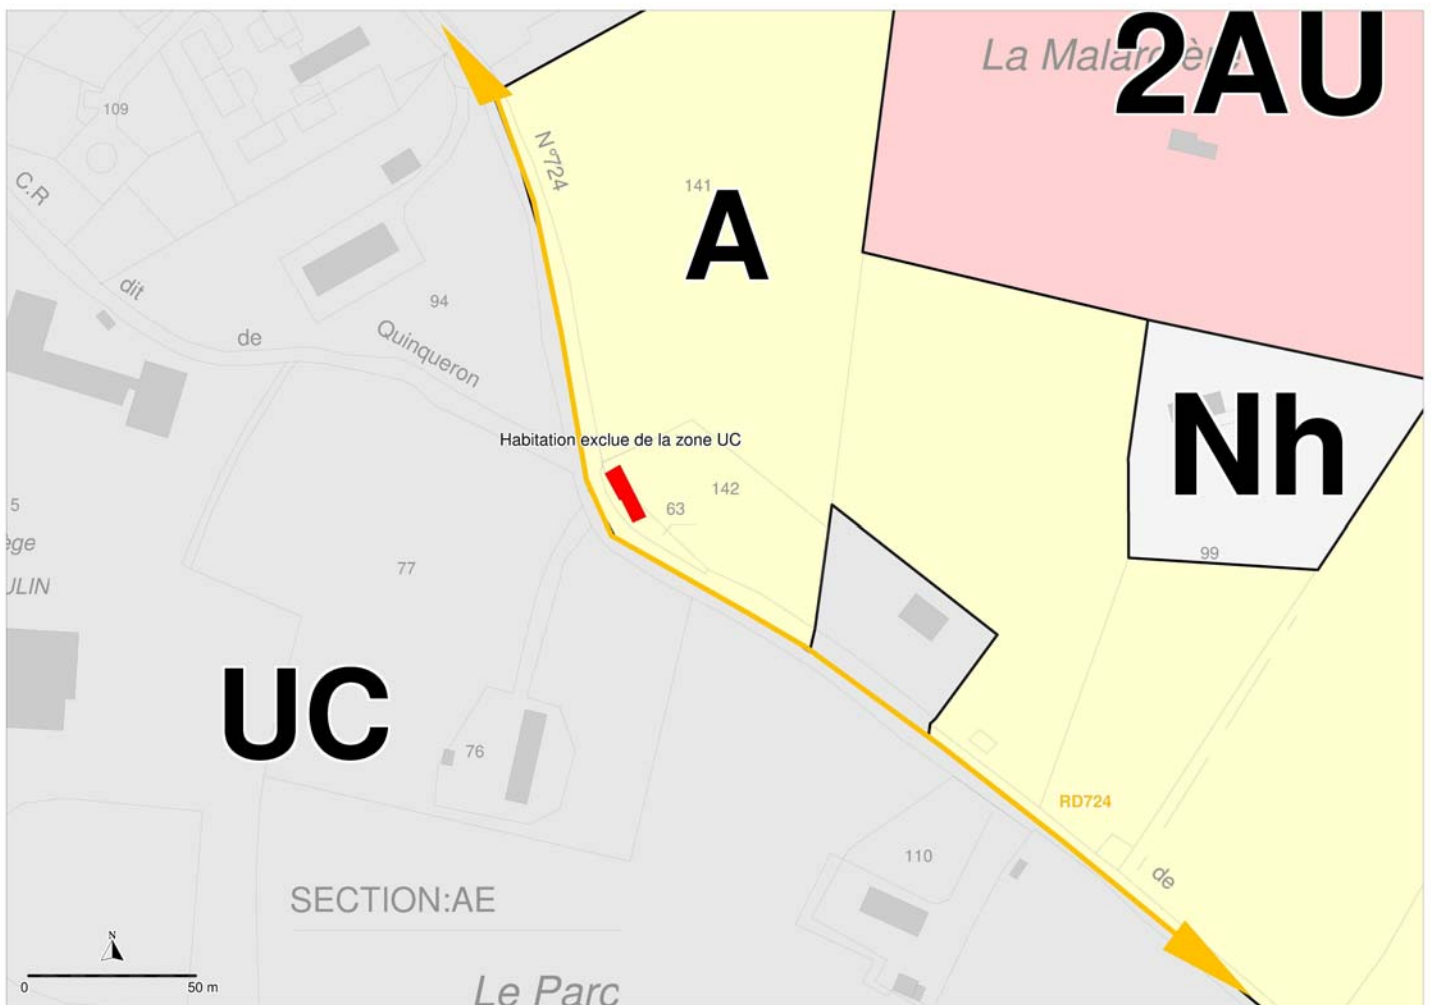 2AU
La Malardière
109
N°724
C.R
141
A
dit
94
de
Quinqueron
Nh
Habitation exclue de la zone UC
142
5
63
ège
99
77
ULIN
UC
76
RD724
110
de
SECTION:AE
N
0
50 m
Le Parc